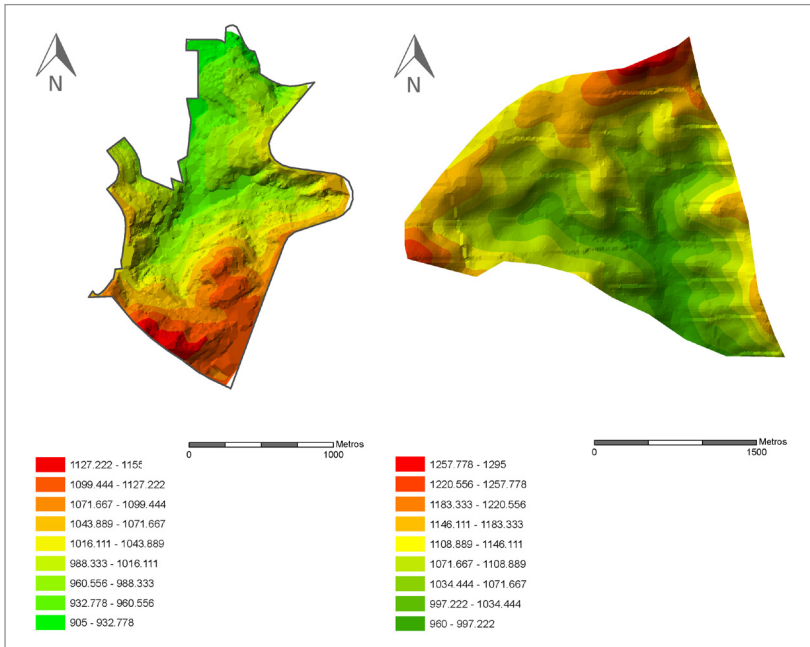 N
N
Metros
0 1000
Metros
0 1500
1127.222 - 1155
1099.444 - 1127.222
1071.667 - 1099.444
1043.889 - 1071.667
1016.111 - 1043.889
988.333 - 1016.111
960.556 - 988.333
932.778 - 960.556
905 - 932.778
1257.778 - 1295
1220.556 - 1257.778
1183.333 - 1220.556
1146.111 - 1183.333
1108.889 - 1146.111
1071.667 - 1108.889
1034.444 - 1071.667
997.222 - 1034.444
960 - 997.222